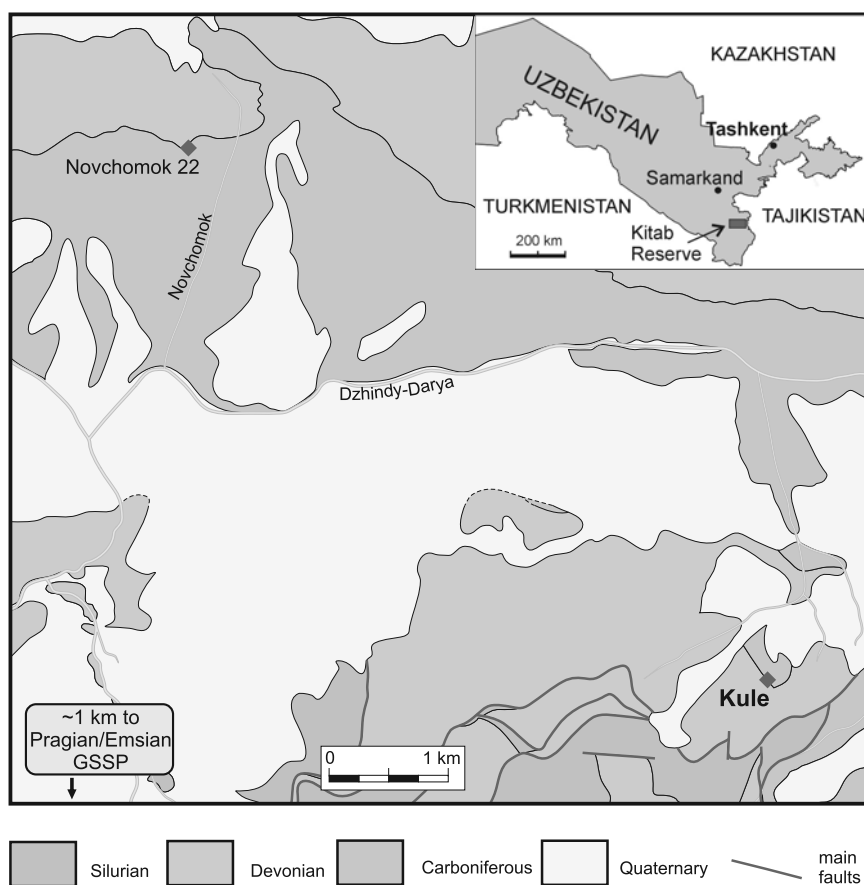 KAZAKHSTAN
UZBEKISTAN
Tashkent
Samarkand
TURKMENISTAN
TAJIKISTAN
Kitab
Reserve
200 km
Novchomok 22
Novchomok
Dzhindy-Darya
Kule
~1 km to
Pragian/Emsian
GSSP
0 1 km
Silurian
Devonian
Carboniferous
Quaternary
main
faults